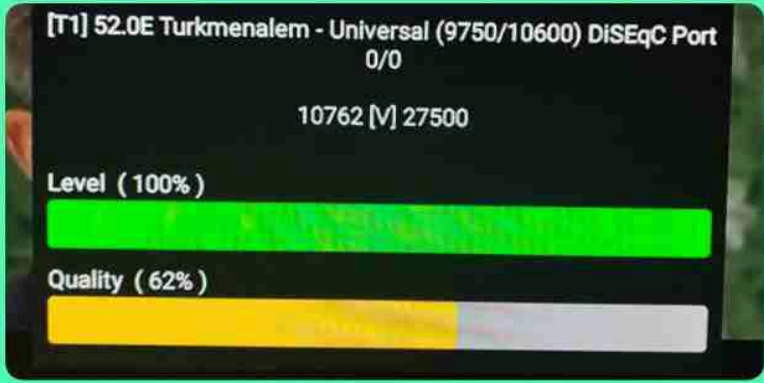 [T1] 52.0E Turkmenalem - Universal (9750/10600) DiSEqC Port
0/0
10762 [V] 27500
Level ( 100% )
Quality ( 62% )